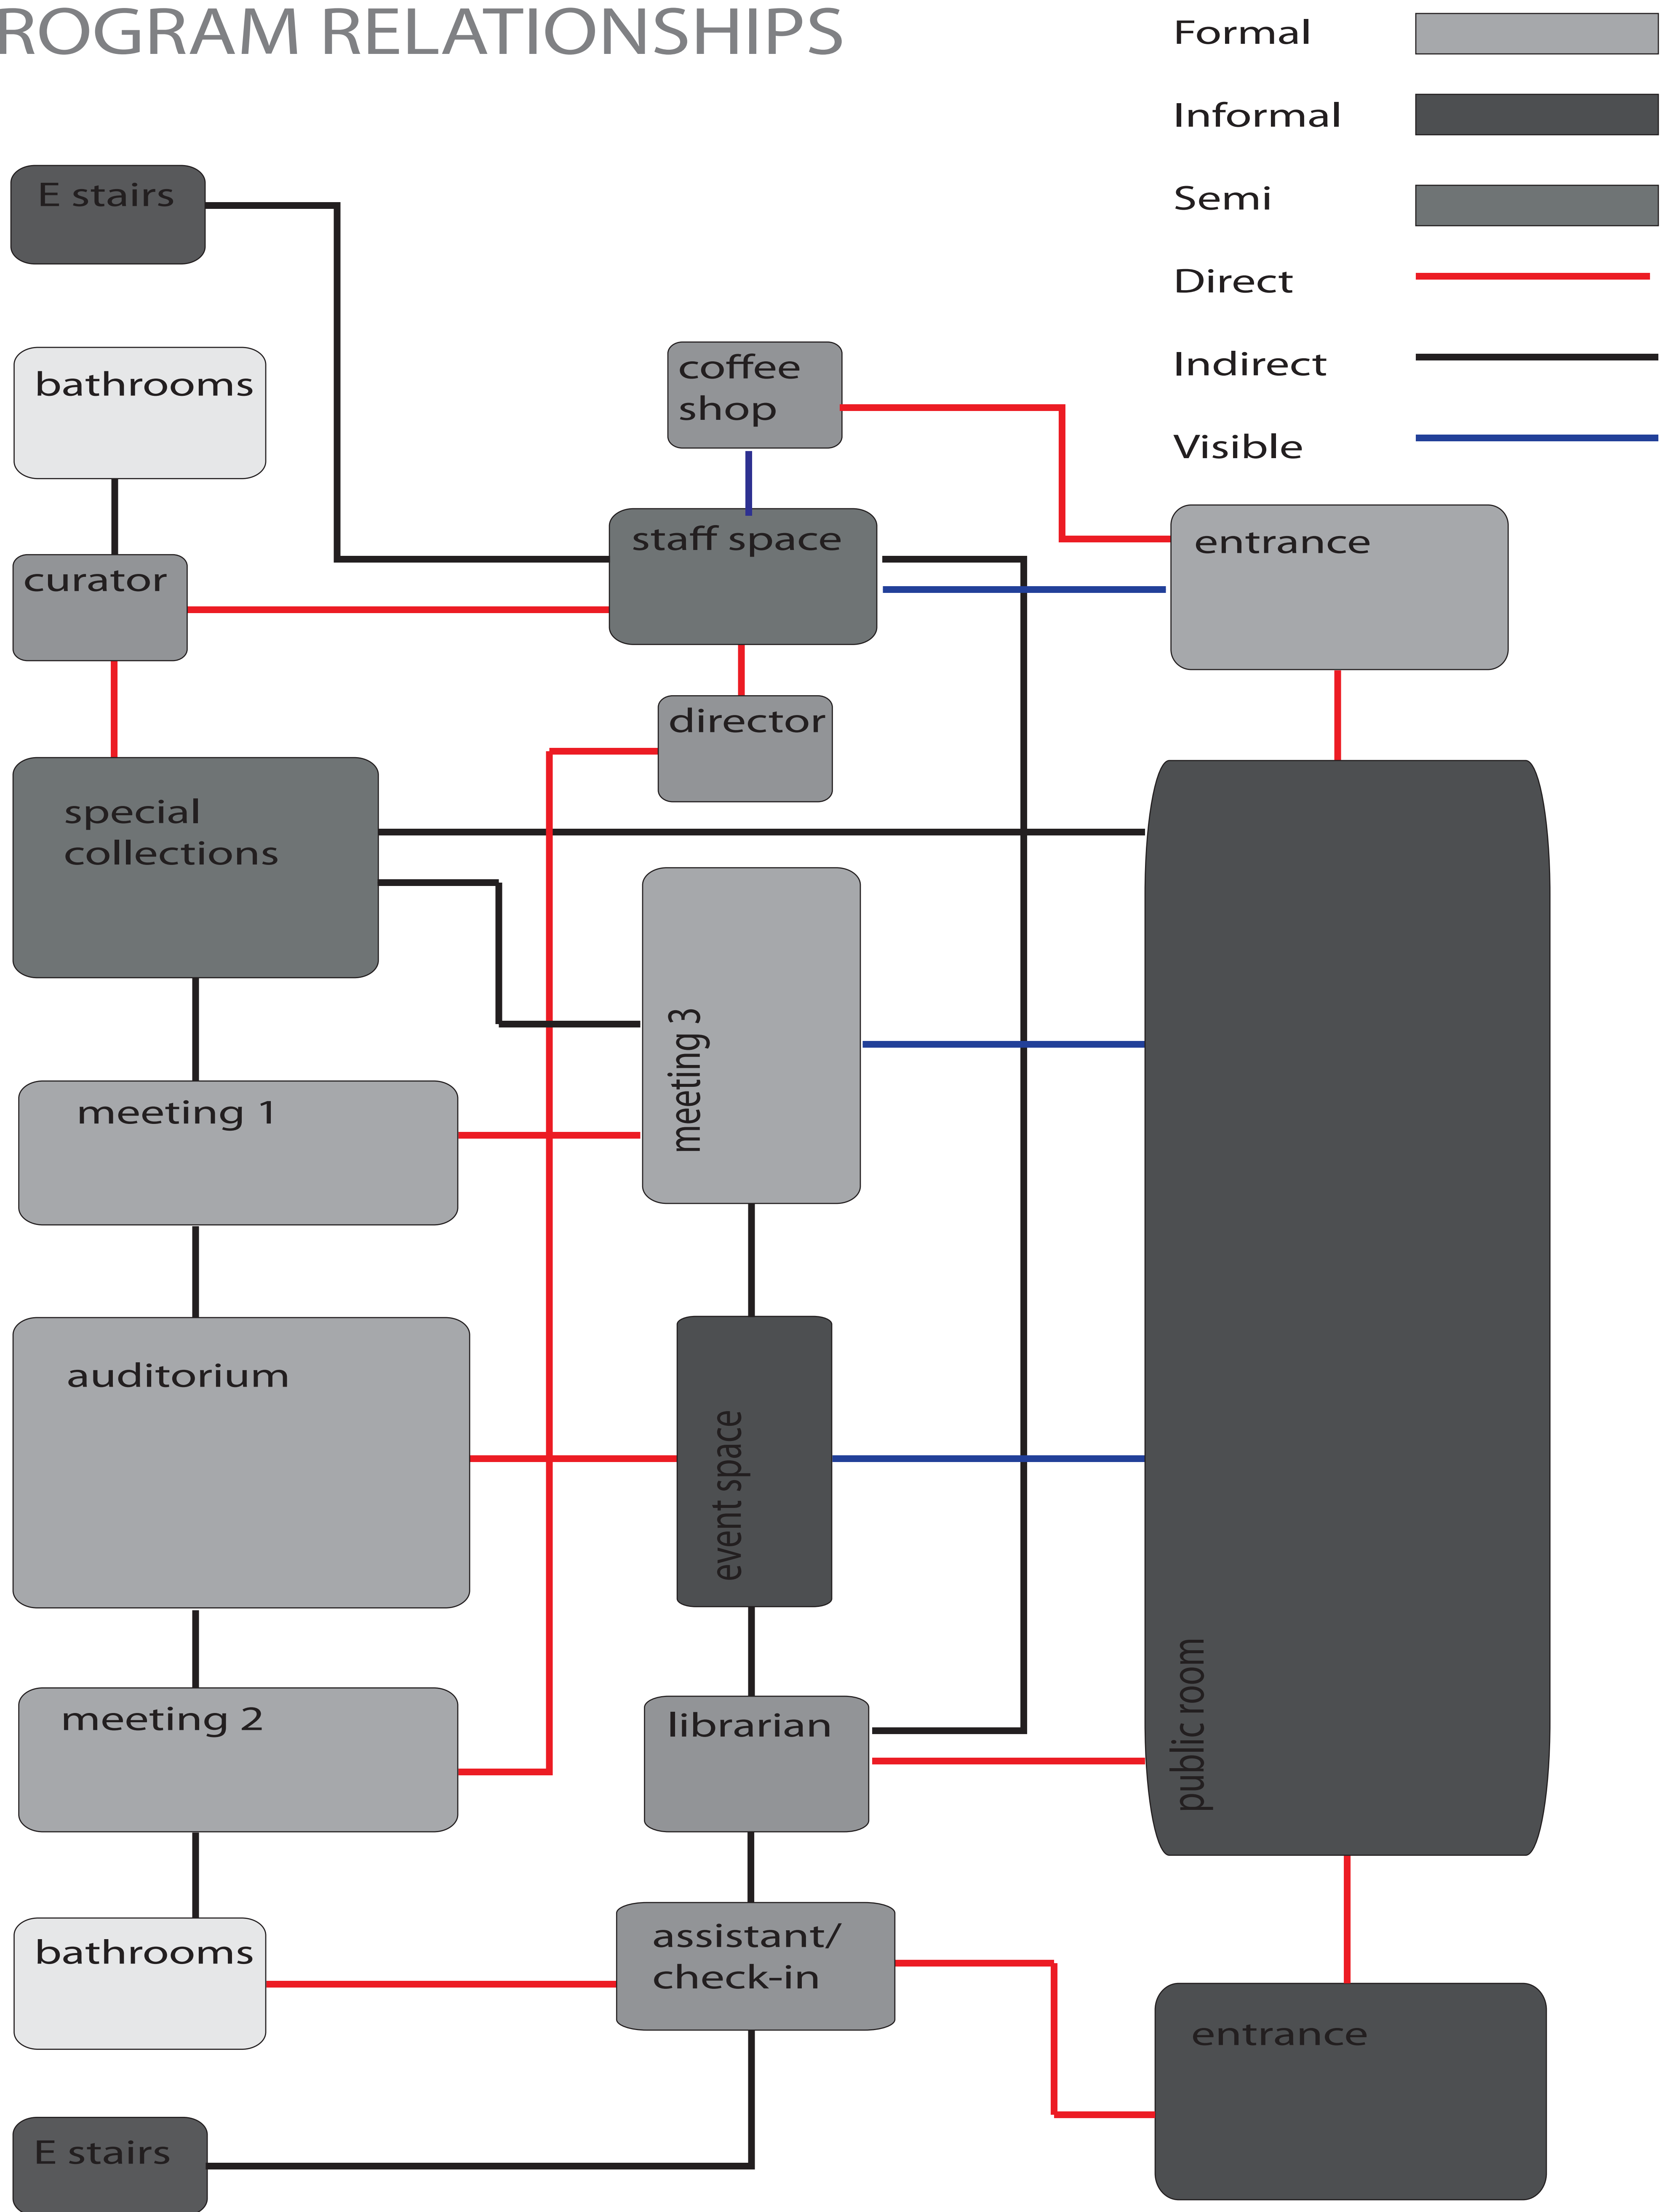 ROGRAM RELATIONSHIPS
Formal
Informal
Semi
Direct
Indirect
Visible
E stairs
bathrooms
coffee
shop
curator
staff space
entrance
director
special
collections
meeting 3
meeting 1
auditorium
event space
meeting 2
librarian
public room
bathrooms
assistant/
check-in
entrance
E stairs